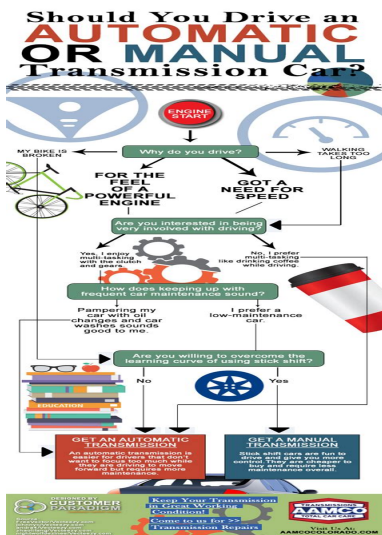 Should You Drive an
AUTOMATIC
OR MANUAL
Transmission Car?
ENGINE
START
MY BIKE IS
BROKEN
Why do you drive?
WALKING
TAKES TOO
LONG
FOR THE
FEEL
OF A
POWERFUL
ENGINE
GOT A
NEED FOR
SPEED
Are you interested in being
very involved with driving?
Yes, I enjoy
multi-tasking
with the clutch
and gears.
No, I prefer
multi-tasking
like drinking coffee
while driving.
How does keeping up with
frequent car maintenance sound?
Pampering my
car with oil
changes and car
washes sounds
good to me.
I prefer a
low-maintenance
car.
Are you willing to overcome the
learning curve of using stick shift?
No
Yes
EDUCATION
GET AN AUTOMATIC
TRANSMISSION
An automatic transmission is
easier for drivers that don't
want to focus too much while
they are driving to move
forward but requires more
maintenance.
GET A MANUAL
TRANSMISSION
Stick shift cars are fun to
drive and give you more
control. They are cheaper to
buy and require less
maintenance overall.
DESIGNED BY
CUSTOMER
PARADIGM
Keep Your Transmission
in Great Working
Condition!
Come to us for >>
Transmission Repairs
TRANSMISSIONS
AAMCO
TOTAL CAR CARE
Visit Us At:
AAMCOCOLORADO.COM